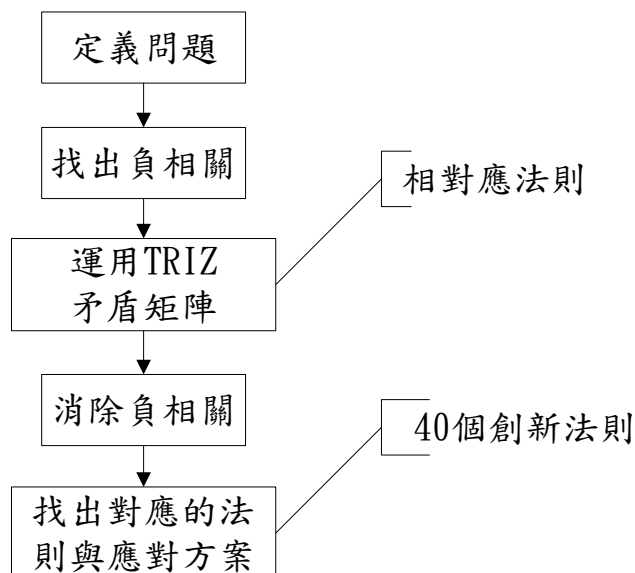 定義問題
找出負相關
相對應法則
運用TRIZ
矛盾矩陣
消除負相關
40個創新法則
找出對應的法
則與應對方案